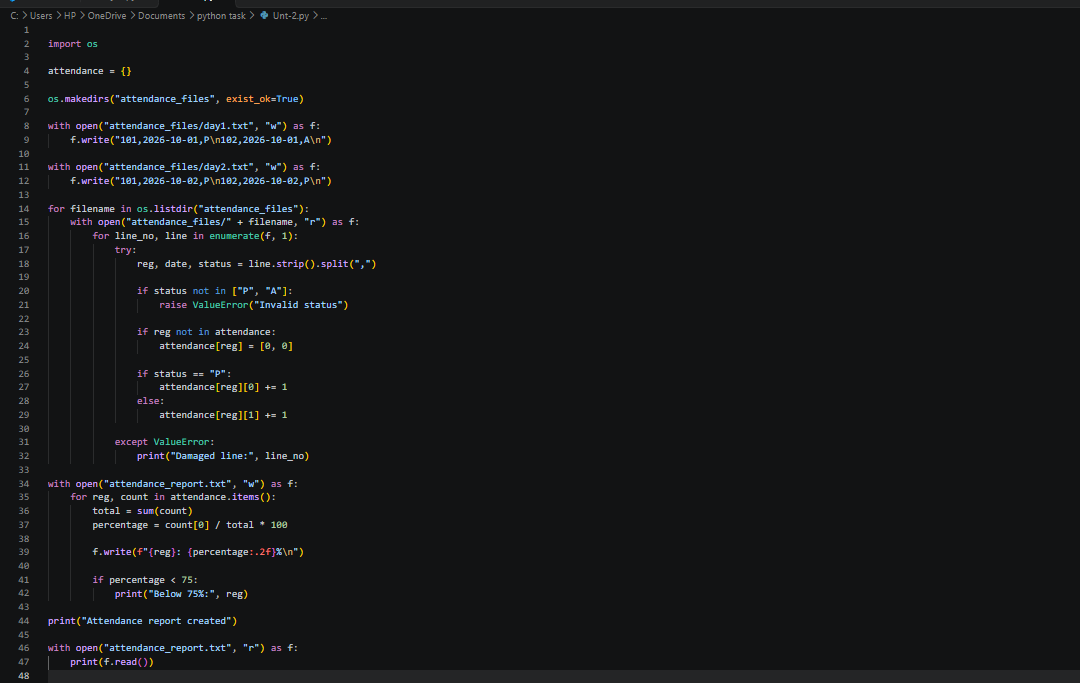 C: > Users > HP > OneDrive > Documents > python task > Unt-2.py > ...
1
2 import os
3
4 attendance = {}
5
6 os.makedirs("attendance_files", exist_ok=True)
7
8 with open("attendance_files/day1.txt", "w") as f:
9     f.write("101,2026-10-01,P\n102,2026-10-01,A\n")
10
11 with open("attendance_files/day2.txt", "w") as f:
12     f.write("101,2026-10-02,P\n102,2026-10-02,P\n")
13
14 for filename in os.listdir("attendance_files"):
15     with open("attendance_files/" + filename, "r") as f:
16         for line_no, line in enumerate(f, 1):
17             try:
18                 reg, date, status = line.strip().split(",")
19
20                 if status not in ["P", "A"]:
21                     raise ValueError("Invalid status")
22
23                 if reg not in attendance:
24                     attendance[reg] = [0, 0]
25
26                 if status == "P":
27                     attendance[reg][0] += 1
28                 else:
29                     attendance[reg][1] += 1
30
31             except ValueError:
32                 print("Damaged line:", line_no)
33
34 with open("attendance_report.txt", "w") as f:
35     for reg, count in attendance.items():
36         total = sum(count)
37         percentage = count[0] / total * 100
38
39         f.write(f"{reg}: {percentage:.2f}%\n")
40
41         if percentage < 75:
42             print("Below 75%:", reg)
43
44 print("Attendance report created")
45
46 with open("attendance_report.txt", "r") as f:
47     print(f.read())
48